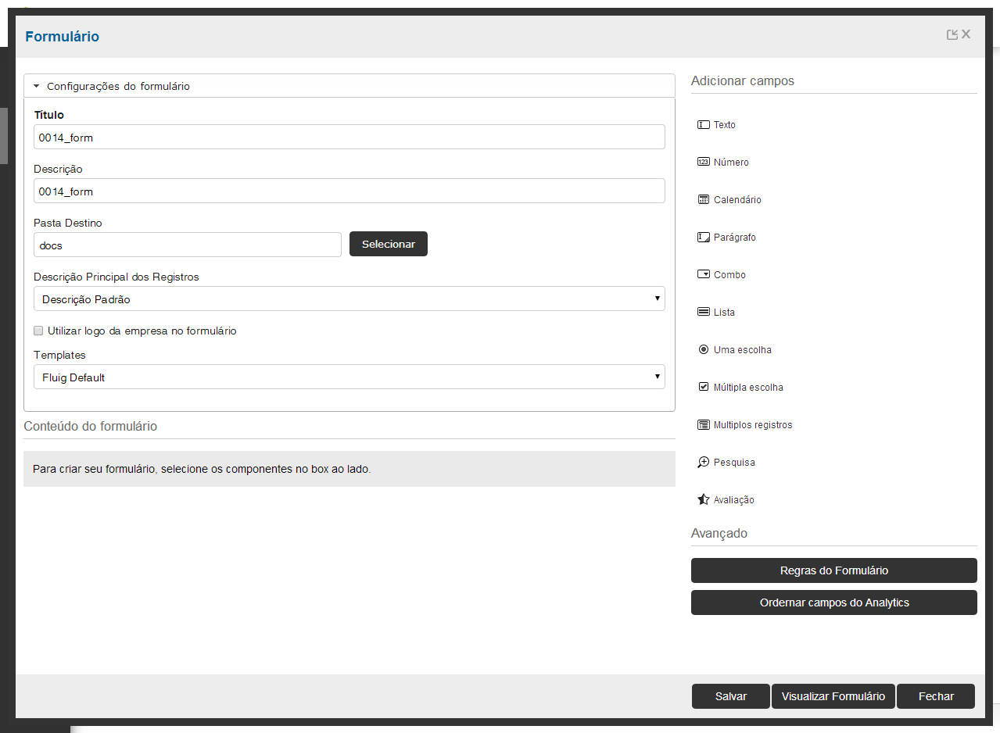 Formulário
Configurações do formulário
Título
0014_form
Descrição
0014_form
Pasta Destino
docs
Selecionar
Descrição Principal dos Registros
Descrição Padrão
Utilizar logo da empresa no formulário
Templates
Fluig Default
Conteúdo do formulário
Para criar seu formulário, selecione os componentes no box ao lado.
Adicionar campos
Texto
123 Número
Calendário
Parágrafo
Combo
Lista
Uma escolha
Múltipla escolha
Multiplos registros
Pesquisa
Avaliação
Avançado
Regras do Formulário
Ordernar campos do Analytics
Salvar
Visualizar Formulário
Fechar